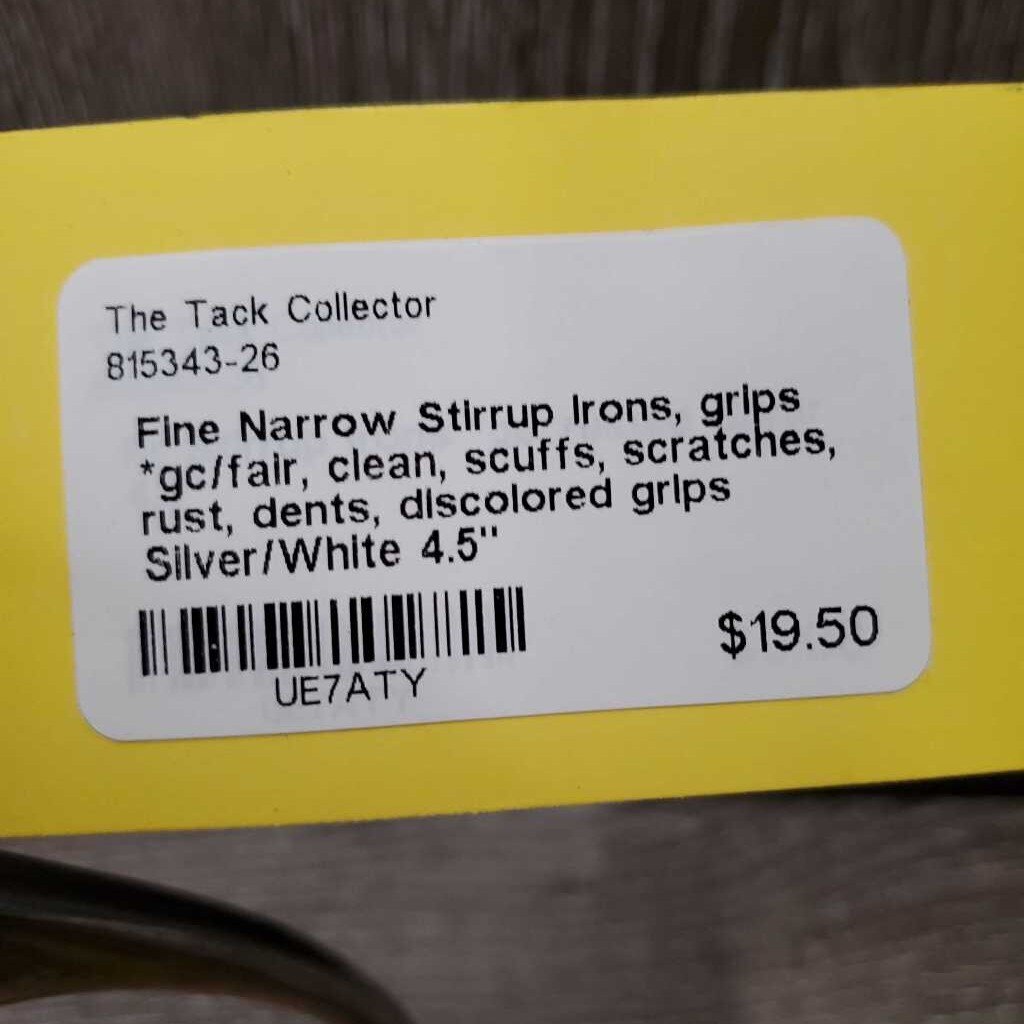 The Tack Collector
815343-26
Fine Narrow Stirrup Irons, grips
*gc/fair, clean, scuffs, scratches,
rust, dents, discolored grips
Silver/White 4.5"
UE7ATY
$19.50